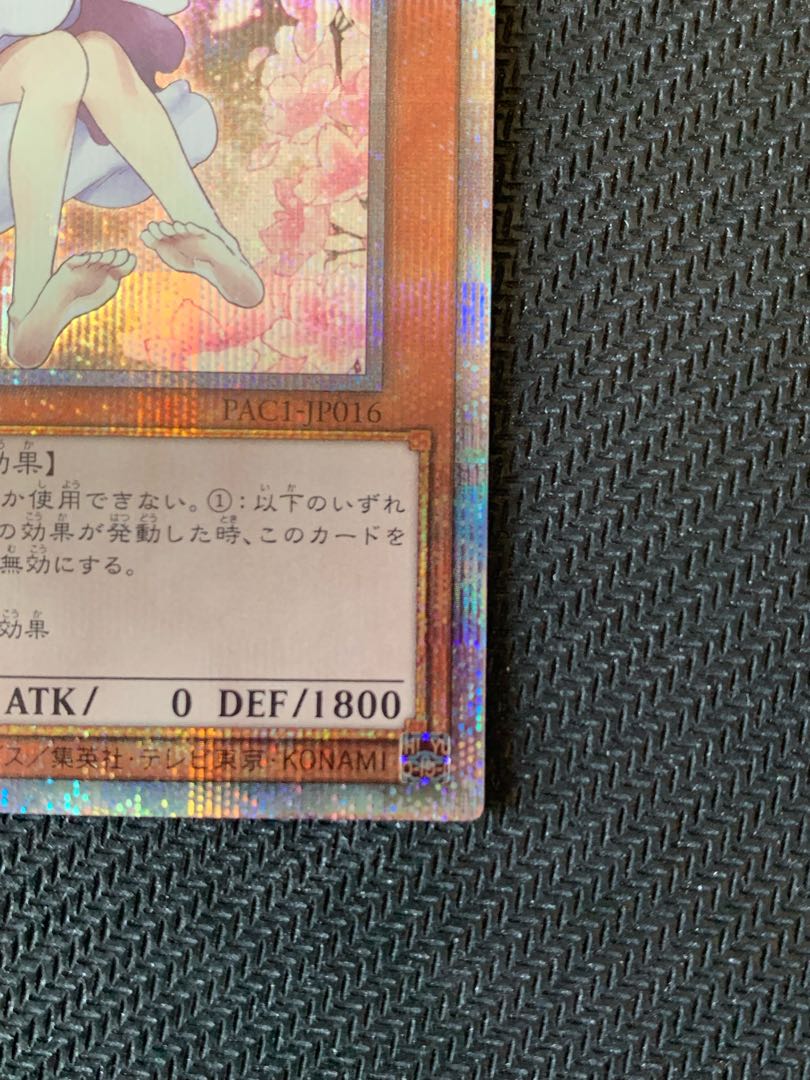 PAC1-JP016
効果】
か使用できない。①:以下のいずれ
の効果が発動した時、このカードを
無効にする。
効果
ATK/ 0 DEF/1800
ス／集英社・テレビ東京・KONAMI